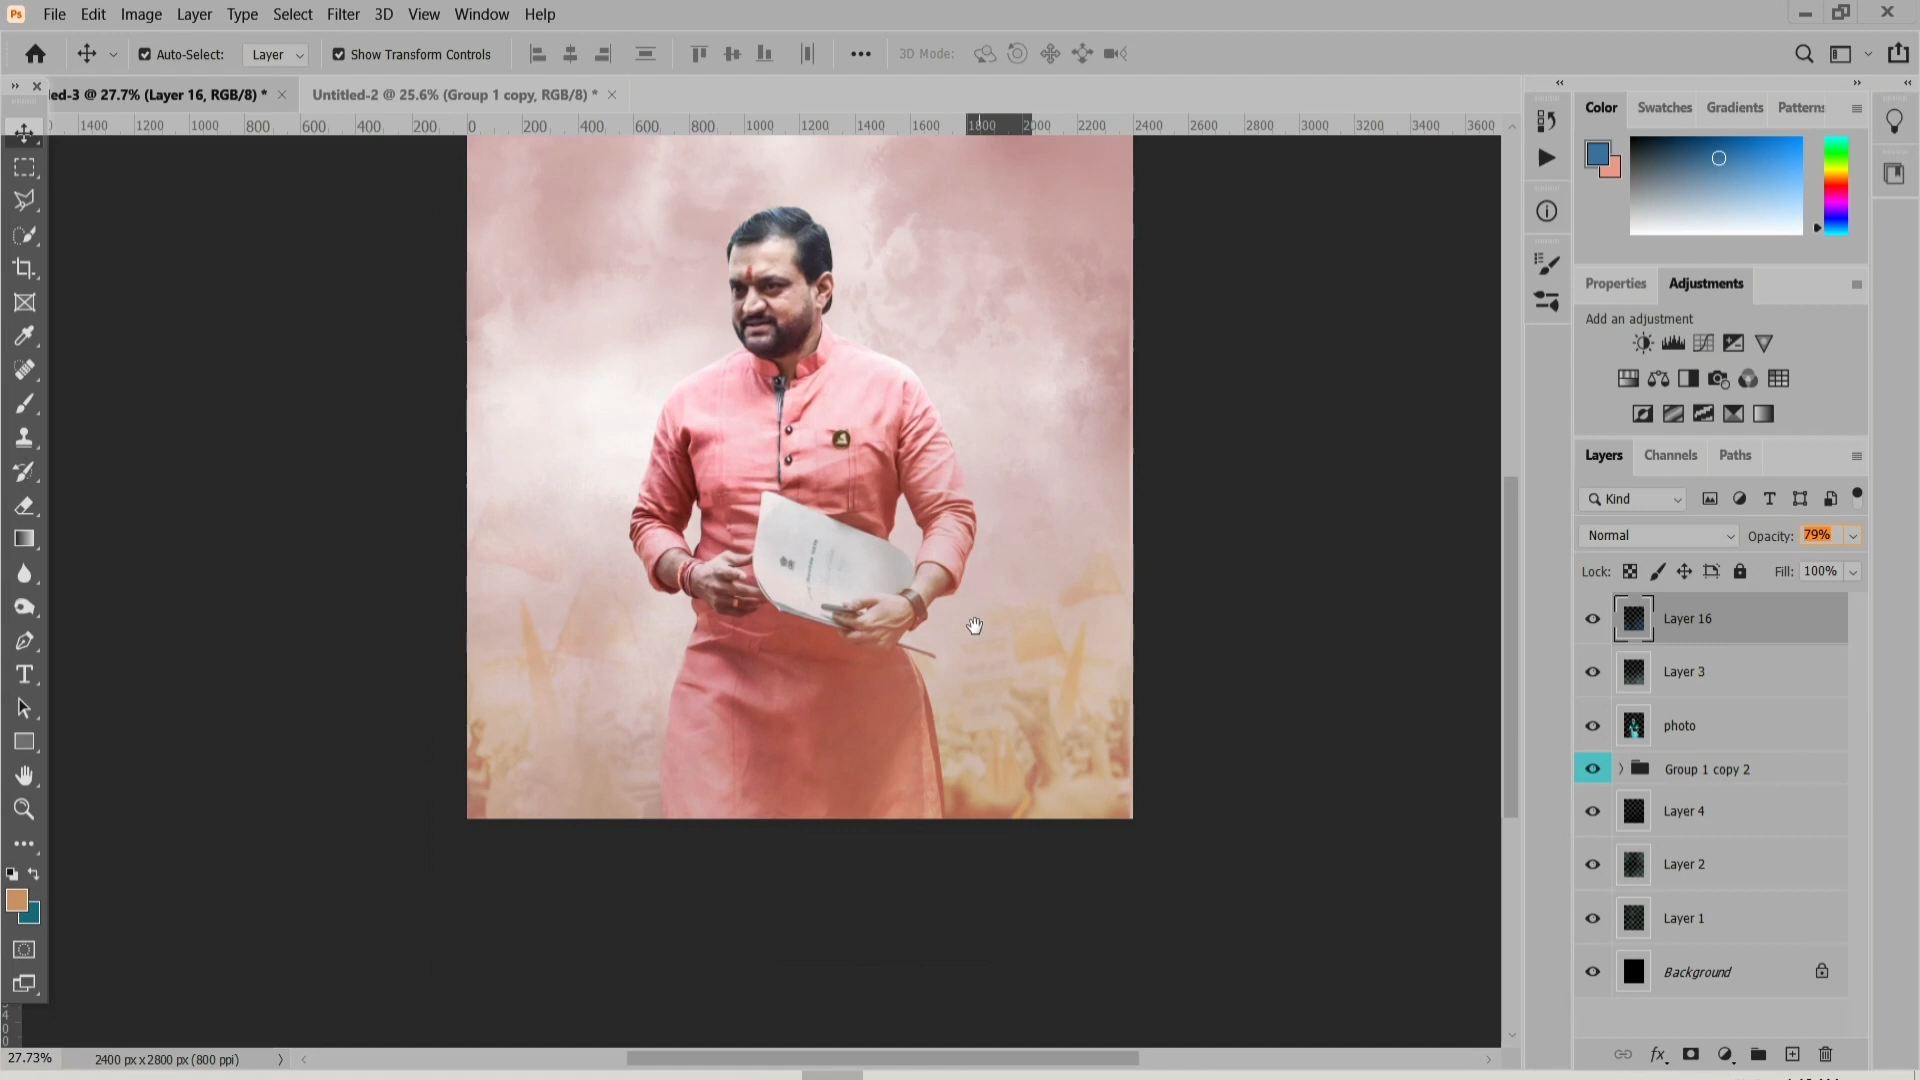 Ps File Edit Image Layer Type Select Filter 3D View Window Help
Auto-Select: Layer Show Transform Controls 3D Mode:
ed-3 @ 27.7% (Layer 16, RGB/8) * Untitled-2 @ 25.6% (Group 1 copy, RGB/8) *
1400 1200 1000 800 600 400 200 0 200 400 600 800 1000 1200 1400 1600 1800 2000 2200 2400 2600 2800 3000 3200 3400 3600
Color Swatches Gradients Patterns
Properties Adjustments
Add an adjustment
Layers Channels Paths
Kind
Normal Opacity: 79%
Lock: Fill: 100%
Layer 16
Layer 3
photo
Group 1 copy 2
Layer 4
Layer 2
Layer 1
Background
27.73% 2400 px x 2800 px (800 ppi)